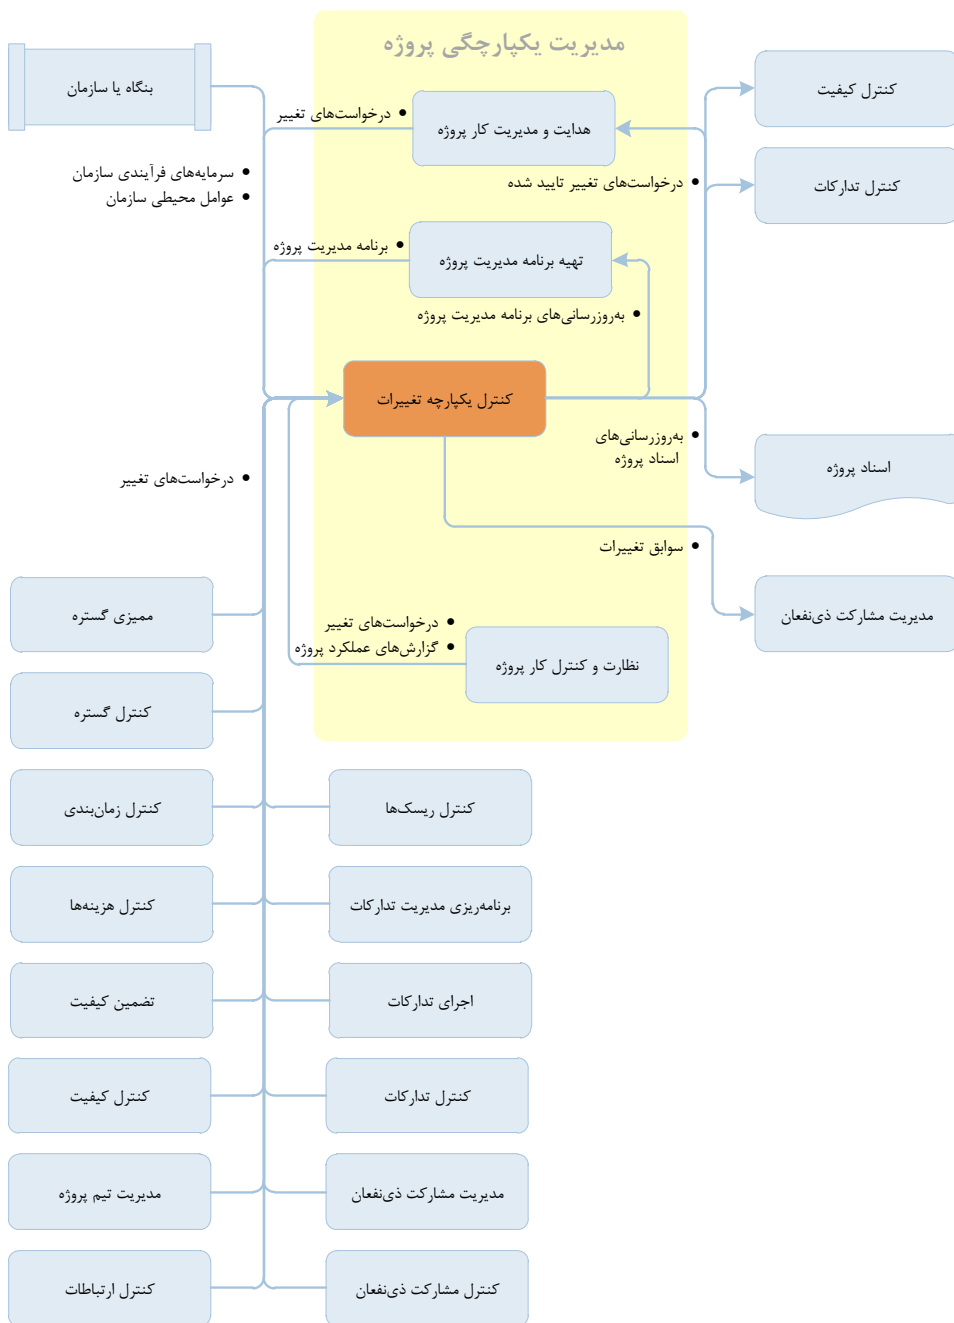 مدیریت یکپارچگی پروژه
بنگاه یا سازمان
کنترل کیفیت
درخواست‌های تغییر
هدایت و مدیریت کار پروژه
سرمایه‌های فرآیندی سازمان
عوامل محیطی سازمان
درخواست‌های تغییر تایید شده
کنترل تدارکات
برنامه مدیریت پروژه
تهیه برنامه مدیریت پروژه
به‌روزرسانی‌های برنامه مدیریت پروژه
کنترل یکپارچه تغییرات
به‌روزرسانی‌های
اسناد پروژه
اسناد پروژه
درخواست‌های تغییر
سوابق تغییرات
مدیریت مشارکت ذی‌نفعان
درخواست‌های تغییر
گزارش‌های عملکرد پروژه
نظارت و کنترل کار پروژه
ممیزی گستره
کنترل گستره
کنترل زمان‌بندی
کنترل ریسک‌ها
کنترل هزینه‌ها
برنامه‌ریزی مدیریت تدارکات
تضمین کیفیت
اجرای تدارکات
کنترل کیفیت
کنترل تدارکات
مدیریت تیم پروژه
مدیریت مشارکت ذی‌نفعان
کنترل ارتباطات
کنترل مشارکت ذی‌نفعان